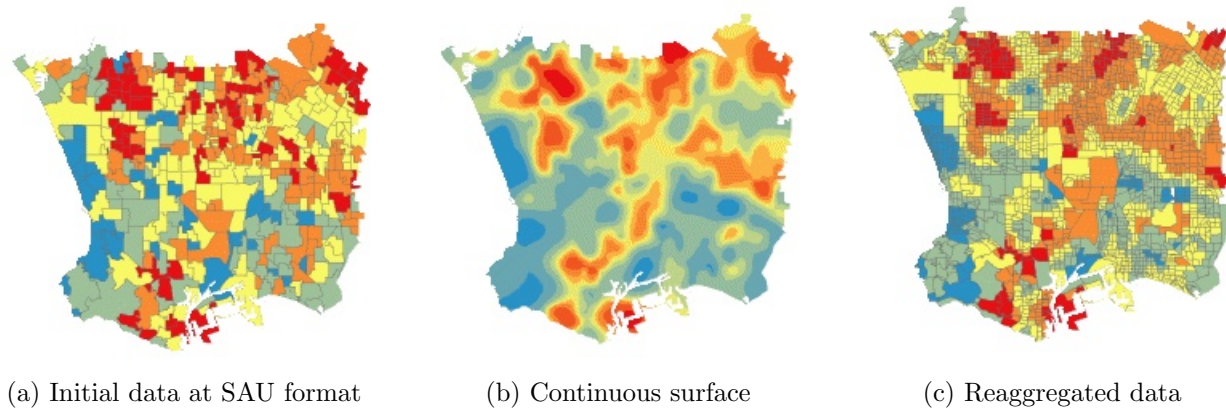 (a) Initial data at SAU format
(b) Continuous surface
(c) Reaggregated data